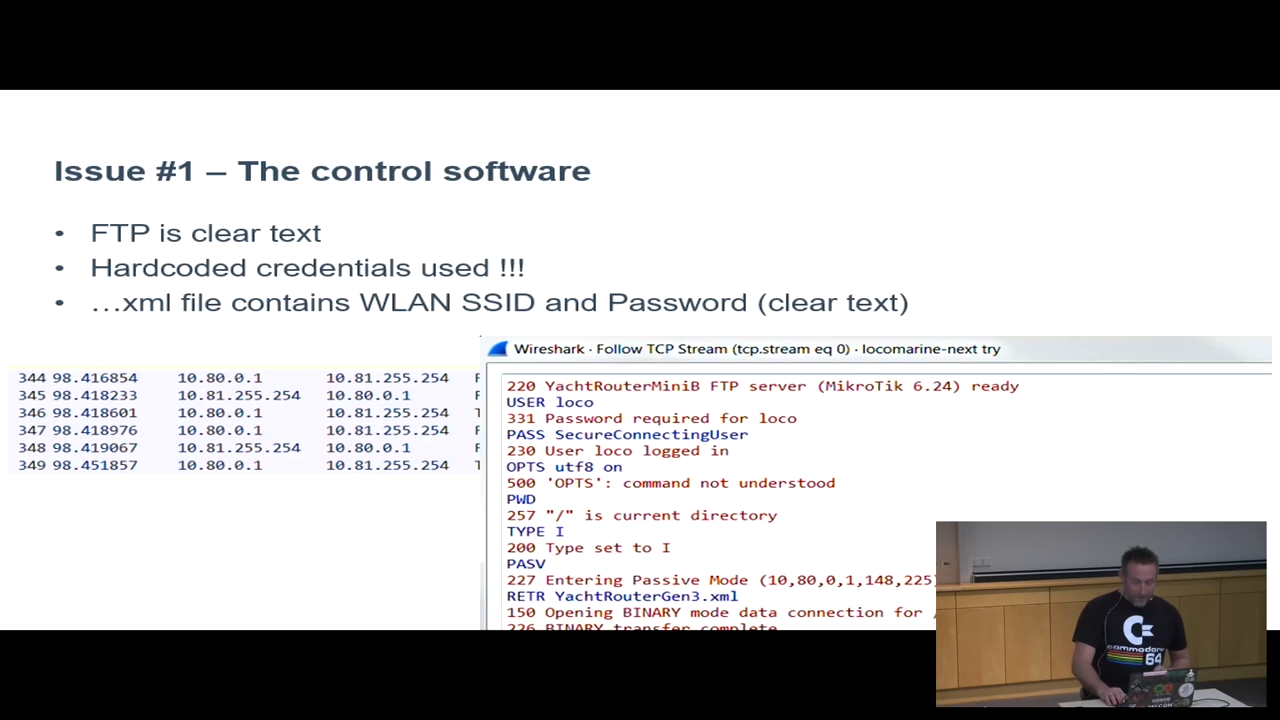 Issue #1 – The control software
• FTP is clear text
• Hardcoded credentials used !!!
• …xml file contains WLAN SSID and Password (clear text)
344 98.416854 10.80.0.1 10.81.255.254
345 98.418233 10.81.255.254 10.80.0.1
346 98.418601 10.80.0.1 10.81.255.254
347 98.418976 10.80.0.1 10.81.255.254
348 98.419067 10.81.255.254 10.80.0.1
349 98.451857 10.80.0.1 10.81.255.254
Wireshark · Follow TCP Stream (tcp.stream eq 0) · locomarine-next try
220 YachtRouterMiniB FTP server (MikroTik 6.24) ready
USER loco
331 Password required for loco
PASS SecureConnectingUser
230 User loco logged in
OPTS utf8 on
500 'OPTS': command not understood
PWD
257 "/" is current directory
TYPE I
200 Type set to I
PASV
227 Entering Passive Mode (10,80,0,1,148,225)
RETR YachtRouterGen3.xml
150 Opening BINARY mode data connection for /
226 BINARY transfer complete
commodore
64